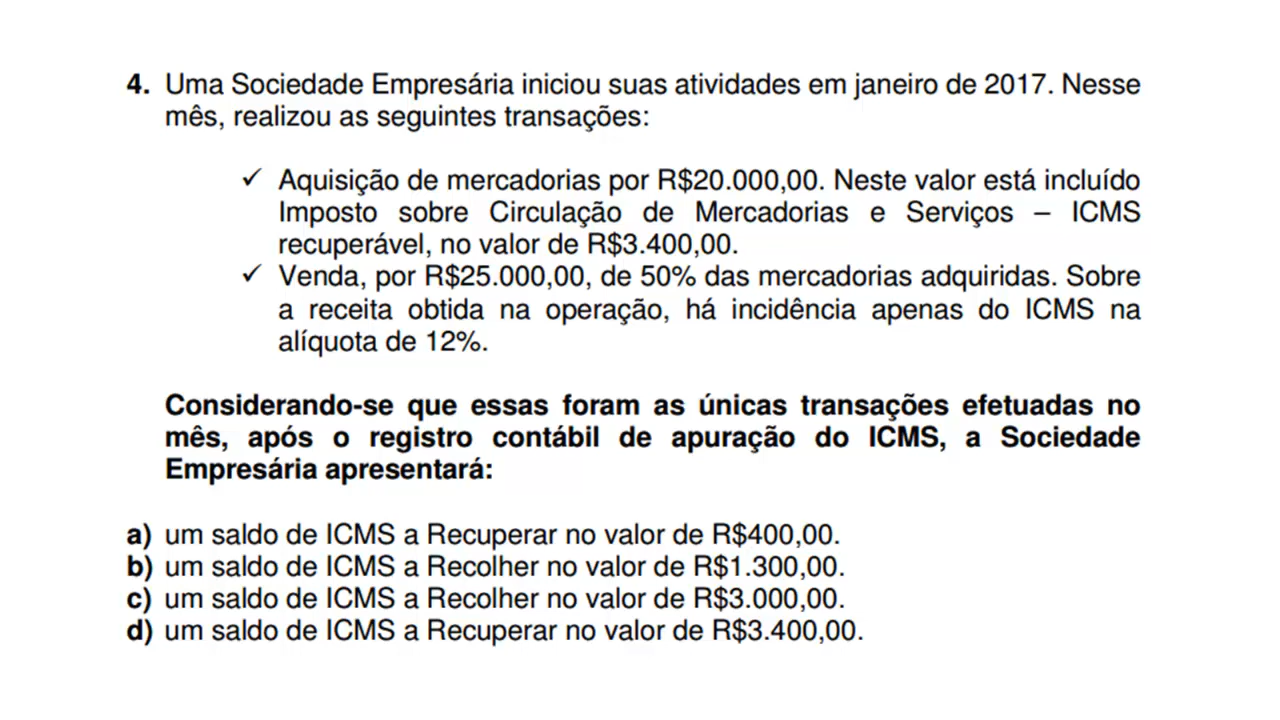 4. Uma Sociedade Empresária iniciou suas atividades em janeiro de 2017. Nesse
mês, realizou as seguintes transações:
✓ Aquisição de mercadorias por R$20.000,00. Neste valor está incluído
Imposto sobre Circulação de Mercadorias e Serviços – ICMS
recuperável, no valor de R$3.400,00.
✓ Venda, por R$25.000,00, de 50% das mercadorias adquiridas. Sobre
a receita obtida na operação, há incidência apenas do ICMS na
alíquota de 12%.
Considerando-se que essas foram as únicas transações efetuadas no
mês, após o registro contábil de apuração do ICMS, a Sociedade
Empresária apresentará:
a) um saldo de ICMS a Recuperar no valor de R$400,00.
b) um saldo de ICMS a Recolher no valor de R$1.300,00.
c) um saldo de ICMS a Recolher no valor de R$3.000,00.
d) um saldo de ICMS a Recuperar no valor de R$3.400,00.